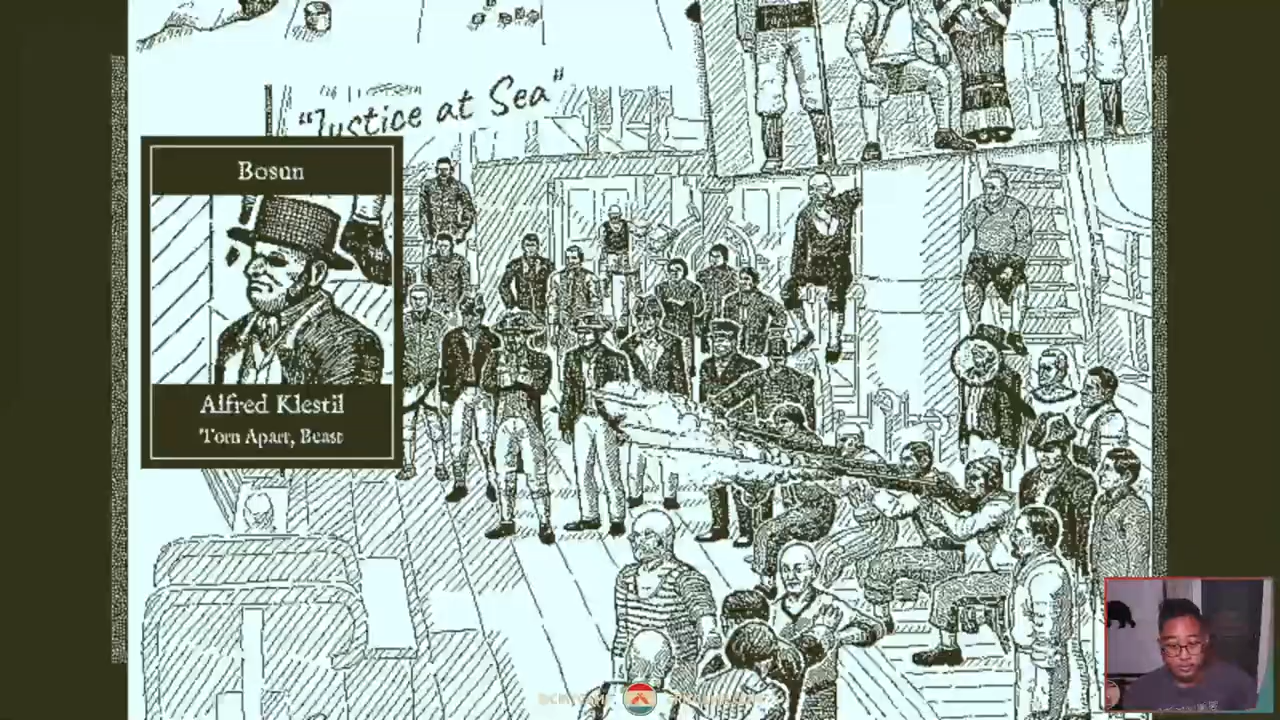 "Justice at Sea"
Bosun
Alfred Klestil
Torn Apart, Beast